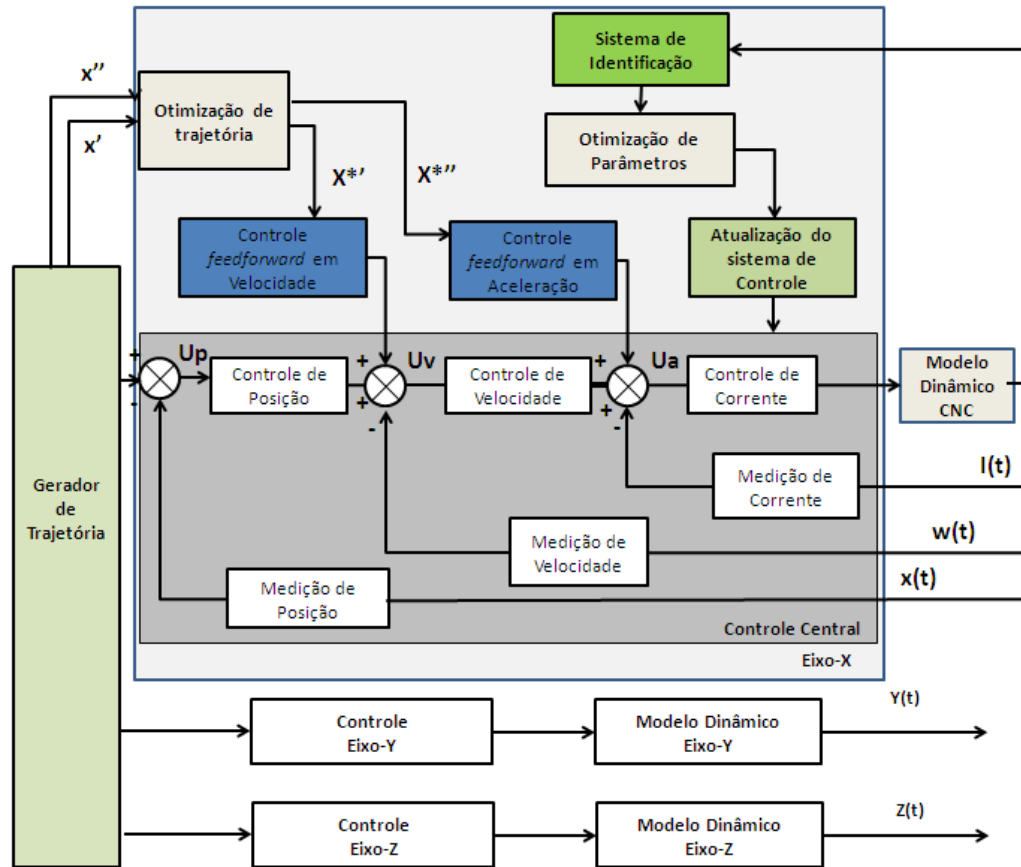 Sistema de
Identificação
x''
Otimização de
trajetória
x'
Otimização de
Parâmetros
X*'
X*''
Controle
feedforward em
Velocidade
Controle
feedforward em
Aceleração
Atualização do
sistema de
Controle
+
Up
+
Uv
+
Ua
Controle de
Posição
Controle de
Velocidade
Controle de
Corrente
Modelo
Dinâmico
CNC
-
+
-
+
-
Medição de
Corrente
I(t)
Gerador
de
Trajetória
Medição de
Velocidade
w(t)
Medição de
Posição
x(t)
Controle Central
Eixo-X
Controle
Eixo-Y
Modelo Dinâmico
Eixo-Y
Y(t)
Controle
Eixo-Z
Modelo Dinâmico
Eixo-Z
Z(t)